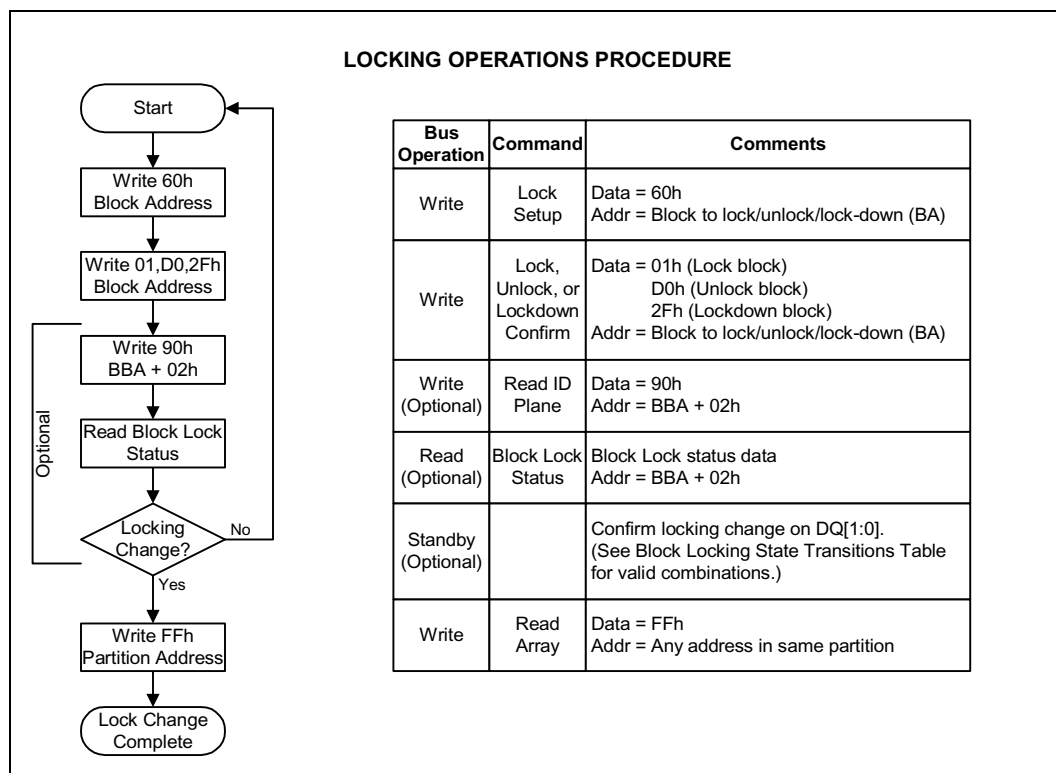 LOCKING OPERATIONS PROCEDURE
Start
Write 60h
Block Address
Write 01,D0,2Fh
Block Address
Write 90h
BBA + 02h
Read Block Lock
Status
Optional
Locking
Change?
No
Yes
Write FFh
Partition Address
Lock Change
Complete
Bus
Operation
Command
Comments
Write
Lock
Setup
Data = 60h
Addr = Block to lock/unlock/lock-down (BA)
Write
Lock,
Unlock, or
Lockdown
Confirm
Data = 01h (Lock block)
D0h (Unlock block)
2Fh (Lockdown block)
Addr = Block to lock/unlock/lock-down (BA)
Write
(Optional)
Read ID
Plane
Data = 90h
Addr = BBA + 02h
Read
(Optional)
Block Lock
Status
Block Lock status data
Addr = BBA + 02h
Standby
(Optional)
Confirm locking change on DQ[1:0].
(See Block Locking State Transitions Table
for valid combinations.)
Write
Read
Array
Data = FFh
Addr = Any address in same partition